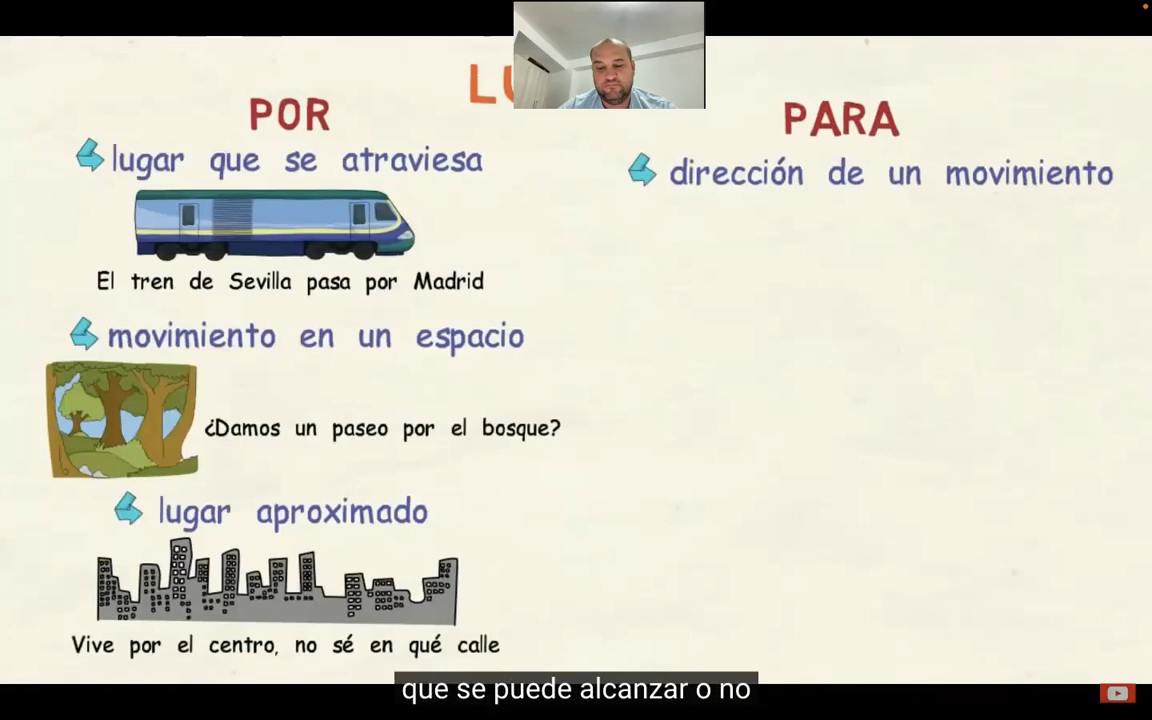 LU
POR
PARA
lugar que se atraviesa
dirección de un movimiento
El tren de Sevilla pasa por Madrid
movimiento en un espacio
¿Damos un paseo por el bosque?
lugar aproximado
Vive por el centro, no sé en qué calle
que se puede alcanzar o no